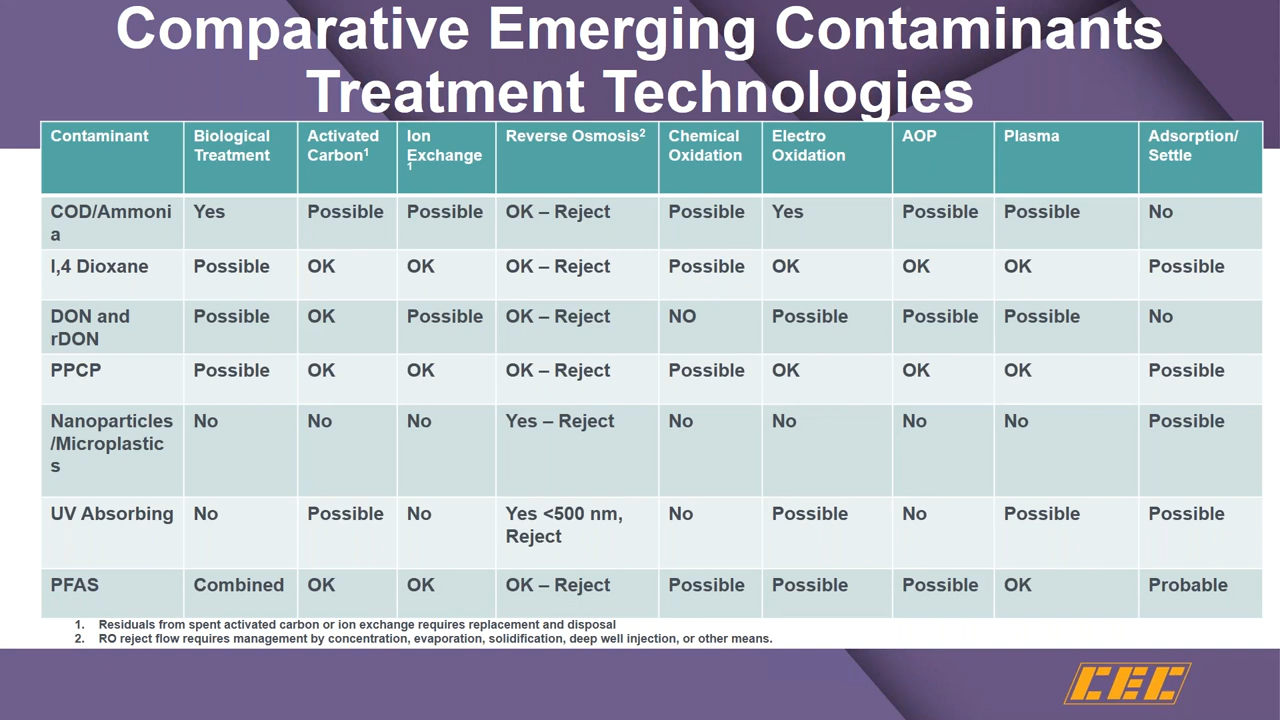 Comparative Emerging Contaminants
Treatment Technologies
Contaminant
Biological
Treatment
Activated
Carbon1
Ion
Exchange
1
Reverse Osmosis2
Chemical
Oxidation
Electro
Oxidation
AOP
Plasma
Adsorption/
Settle
COD/Ammoni
a
Yes
Possible
Possible
OK – Reject
Possible
Yes
Possible
Possible
No
I,4 Dioxane
Possible
OK
OK
OK – Reject
Possible
OK
OK
OK
Possible
DON and
rDON
Possible
OK
Possible
OK – Reject
NO
Possible
Possible
Possible
No
PPCP
Possible
OK
OK
OK – Reject
Possible
OK
OK
OK
Possible
Nanoparticles
/Microplastic
s
No
No
No
Yes – Reject
No
No
No
No
Possible
UV Absorbing
No
Possible
No
Yes <500 nm,
Reject
No
Possible
No
Possible
Possible
PFAS
Combined
OK
OK
OK – Reject
Possible
Possible
Possible
OK
Probable
1. Residuals from spent activated carbon or ion exchange requires replacement and disposal
2. RO reject flow requires management by concentration, evaporation, solidification, deep well injection, or other means.
CEC